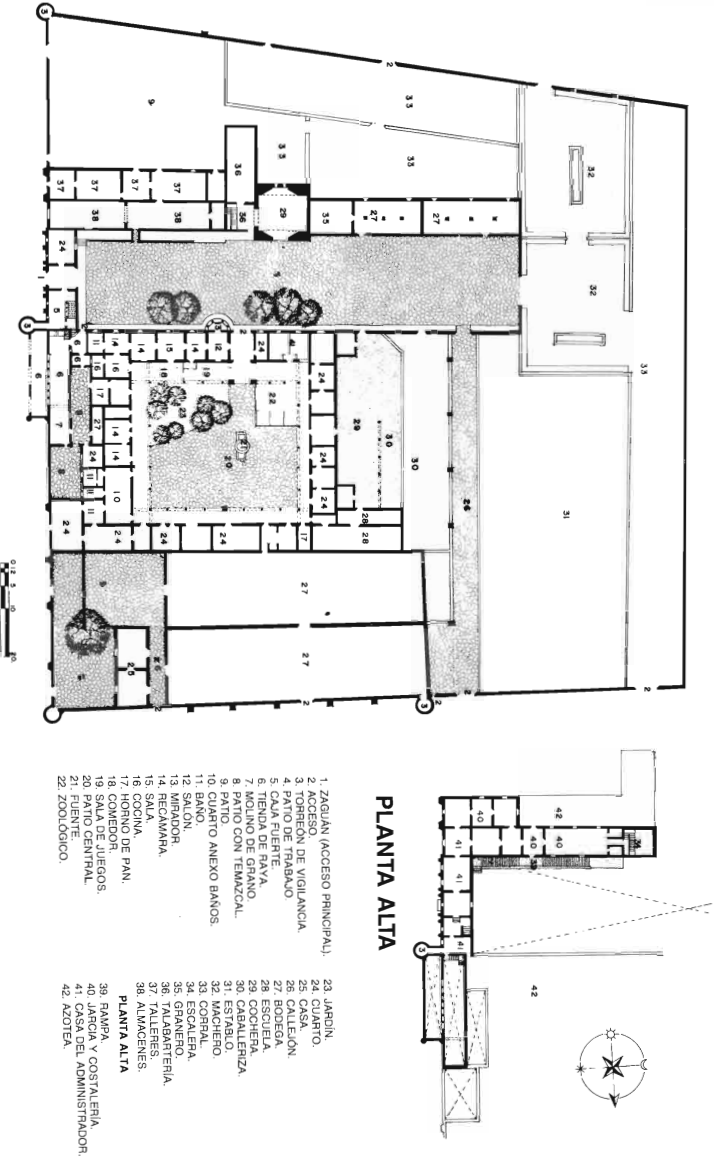 PLANTA ALTA
1. ZAGUÁN (ACCESO PRINCIPAL).
2. ACCESO.
3. TORREÓN DE VIGILANCIA.
4. PATIO DE TRABAJO.
5. CAJA FUERTE.
6. TIENDA DE RAYA.
7. MOLINO DE GRANO.
8. PATIO CON TEMAZCAL.
9. PATIO.
10. CUARTO ANEXO BAÑOS.
11. BAÑO.
12. SALÓN.
13. MIRADOR.
14. RECÁMARA.
15. SALA.
16. COCINA.
17. HORNO DE PAN.
18. COMEDOR.
19. SALA DE JUEGOS.
20. PATIO CENTRAL.
21. FUENTE.
22. ZOOLÓGICO.
23. JARDÍN.
24. CUARTO.
25. CASA.
26. CALLEJÓN.
27. BODEGA.
28. ESCUELA.
29. COCHERA.
30. CABALLERIZA.
31. ESTABLO.
32. MACHERO.
33. CORRAL.
34. ESCALERA.
35. GRANERO.
36. TALABARTERÍA.
37. TALLERES.
38. ALMACENES.
PLANTA ALTA
39. RAMPA.
40. JARCIA Y COSTALERÍA.
41. CASA DEL ADMINISTRADOR.
42. AZOTEA.